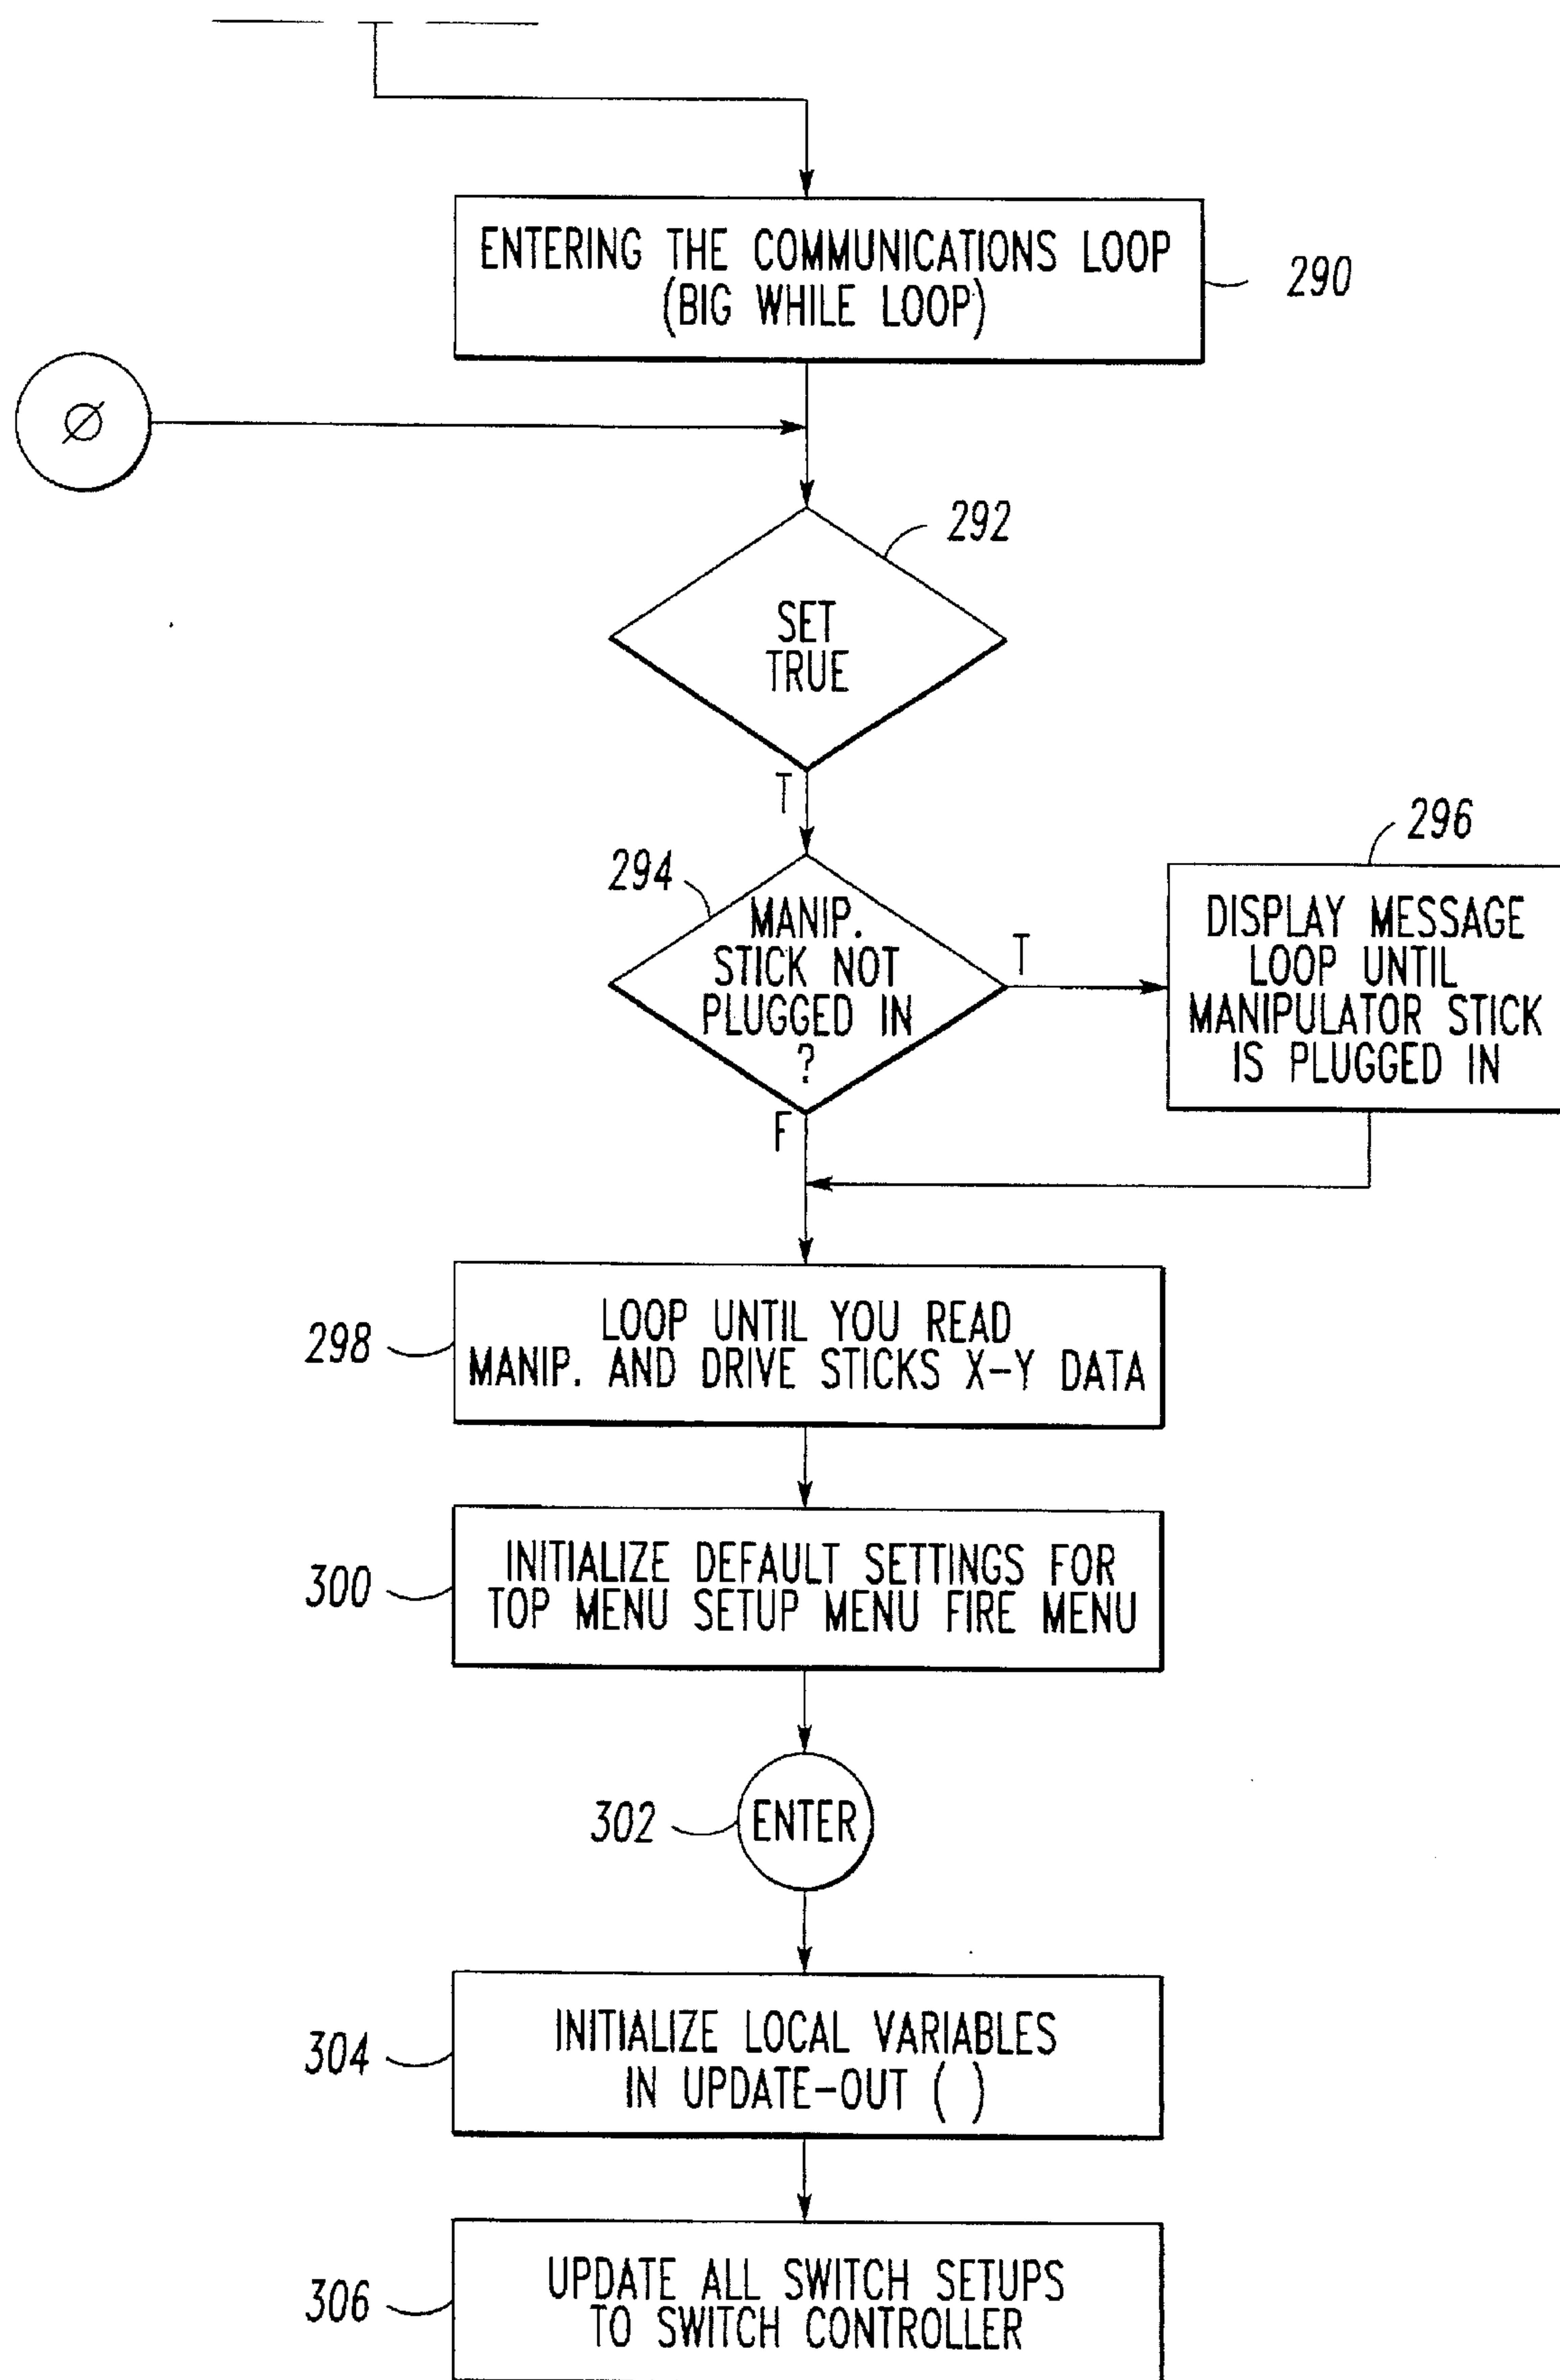 ENTERING THE COMMUNICATIONS LOOP
(BIG WHILE LOOP)
290
Ø
292
SET
TRUE
T
294
MANIP.
STICK NOT
PLUGGED IN
?
T
F
296
DISPLAY MESSAGE
LOOP UNTIL
MANIPULATOR STICK
IS PLUGGED IN
298
LOOP UNTIL YOU READ
MANIP. AND DRIVE STICKS X-Y DATA
300
INITIALIZE DEFAULT SETTINGS FOR
TOP MENU SETUP MENU FIRE MENU
302
ENTER
304
INITIALIZE LOCAL VARIABLES
IN UPDATE-OUT ( )
306
UPDATE ALL SWITCH SETUPS
TO SWITCH CONTROLLER